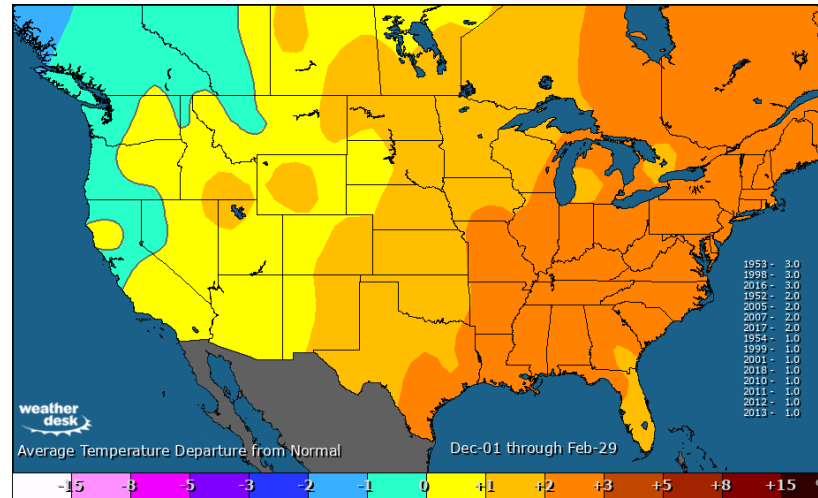 1953 - 3.0
1998 - 3.0
2016 - 3.0
1952 - 2.0
2005 - 2.0
2007 - 2.0
2017 - 2.0
1954 - 1.0
1999 - 1.0
2001 - 1.0
2018 - 1.0
2010 - 1.0
2011 - 1.0
2012 - 1.0
2013 - 1.0
weather
desk
Average Temperature Departure from Normal
Dec-01 through Feb-29
-15 -8 -5 -3 -2 -1 0 +1 +2 +3 +5 +8 +15